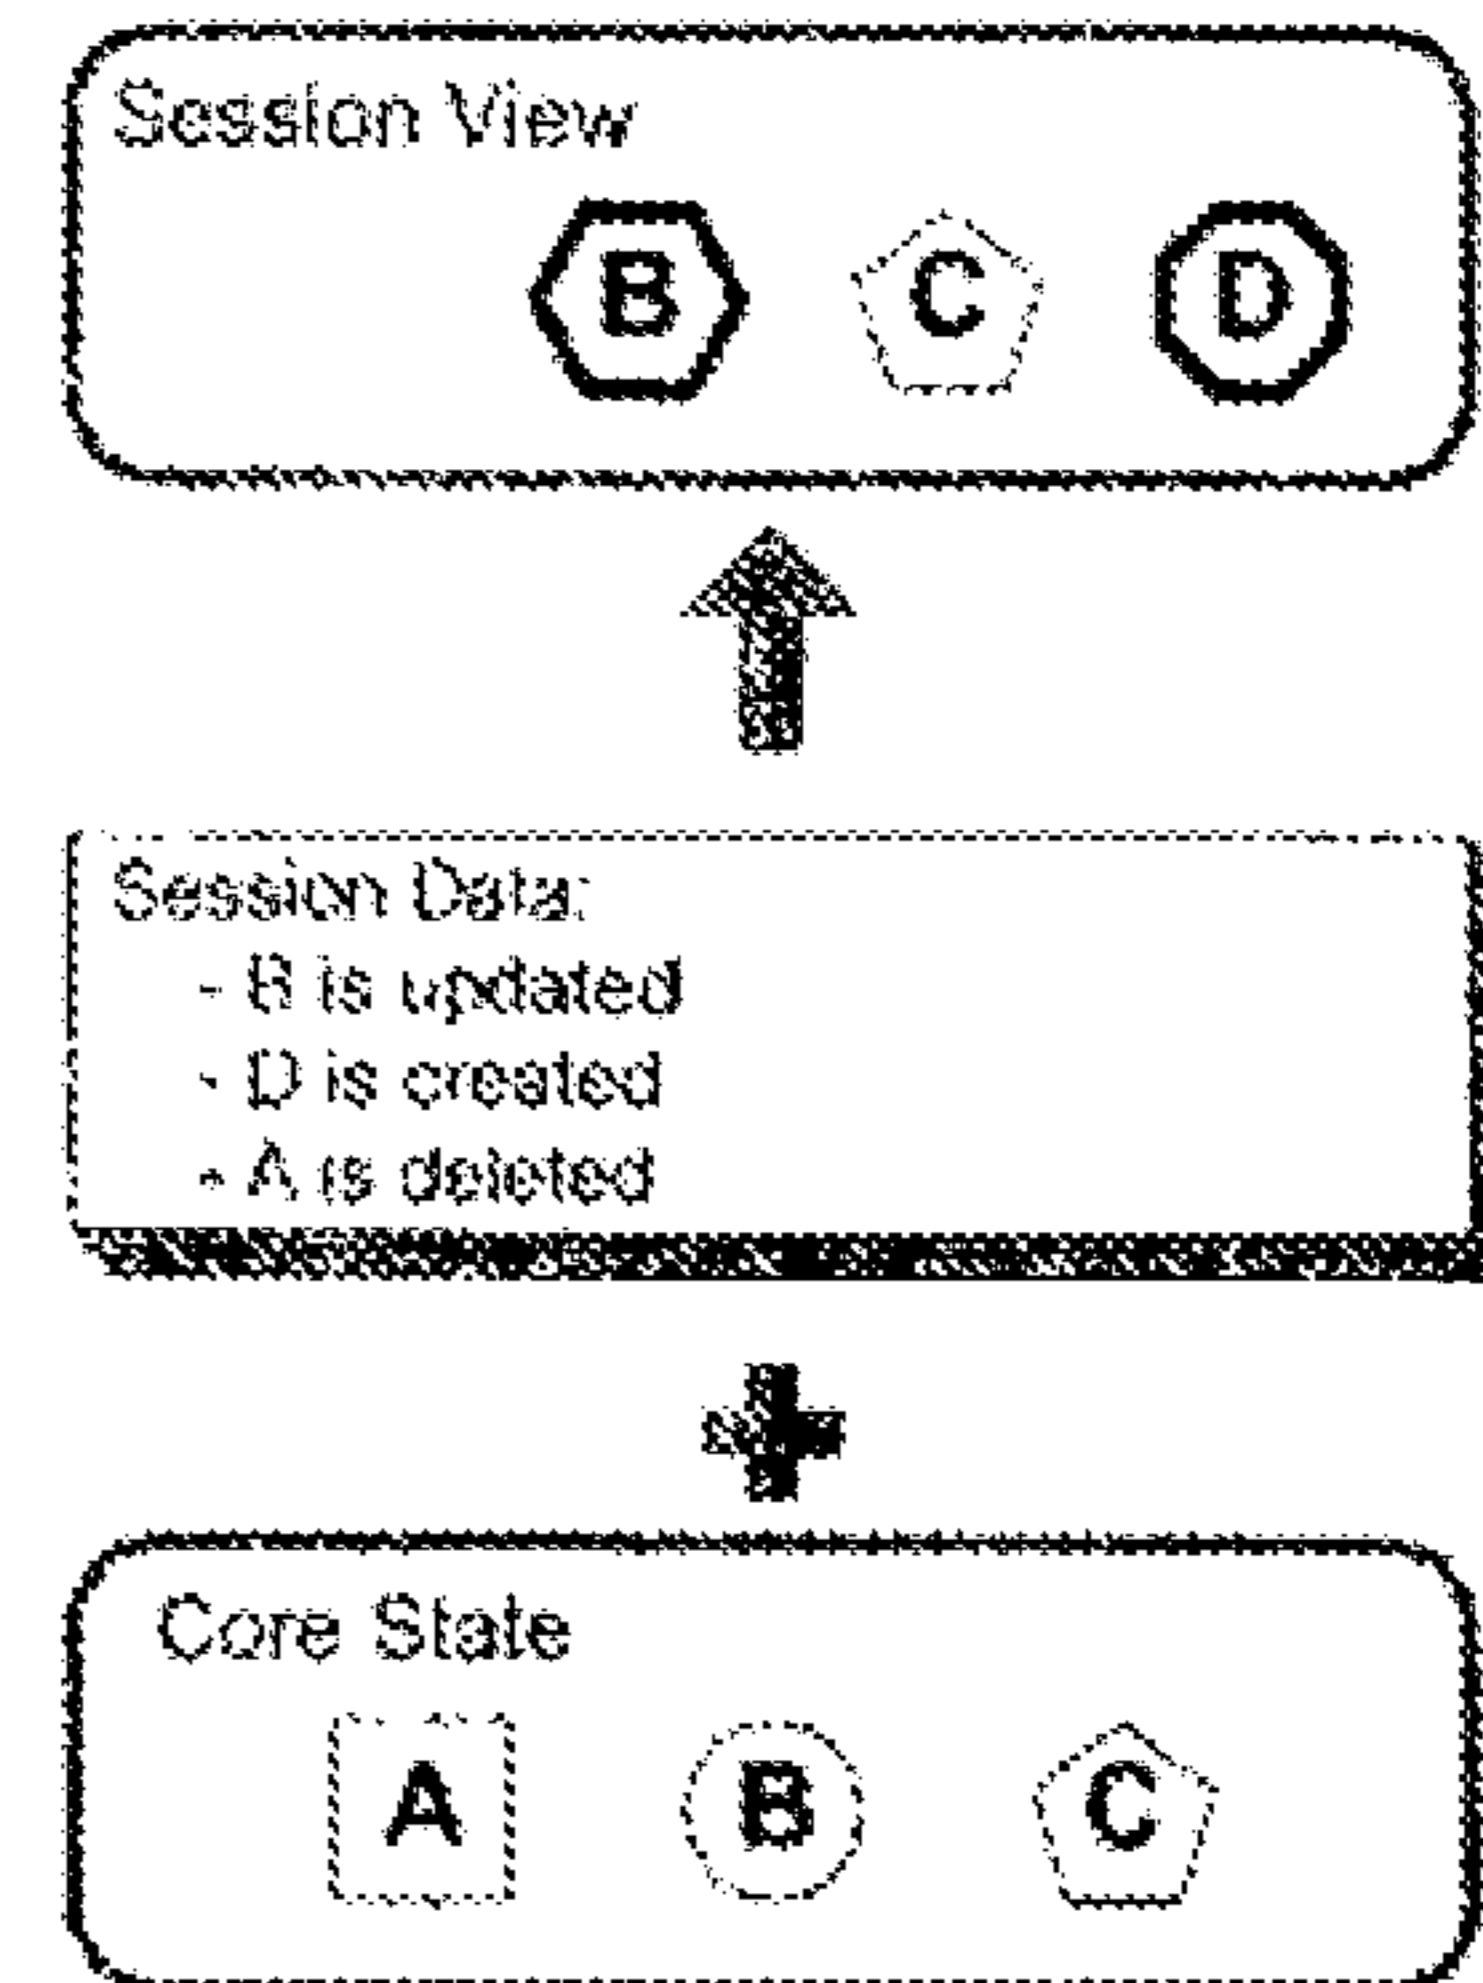 Session View
B C D
Session Data:
- B is updated
- D is created
- A is deleted
Core State
A B C